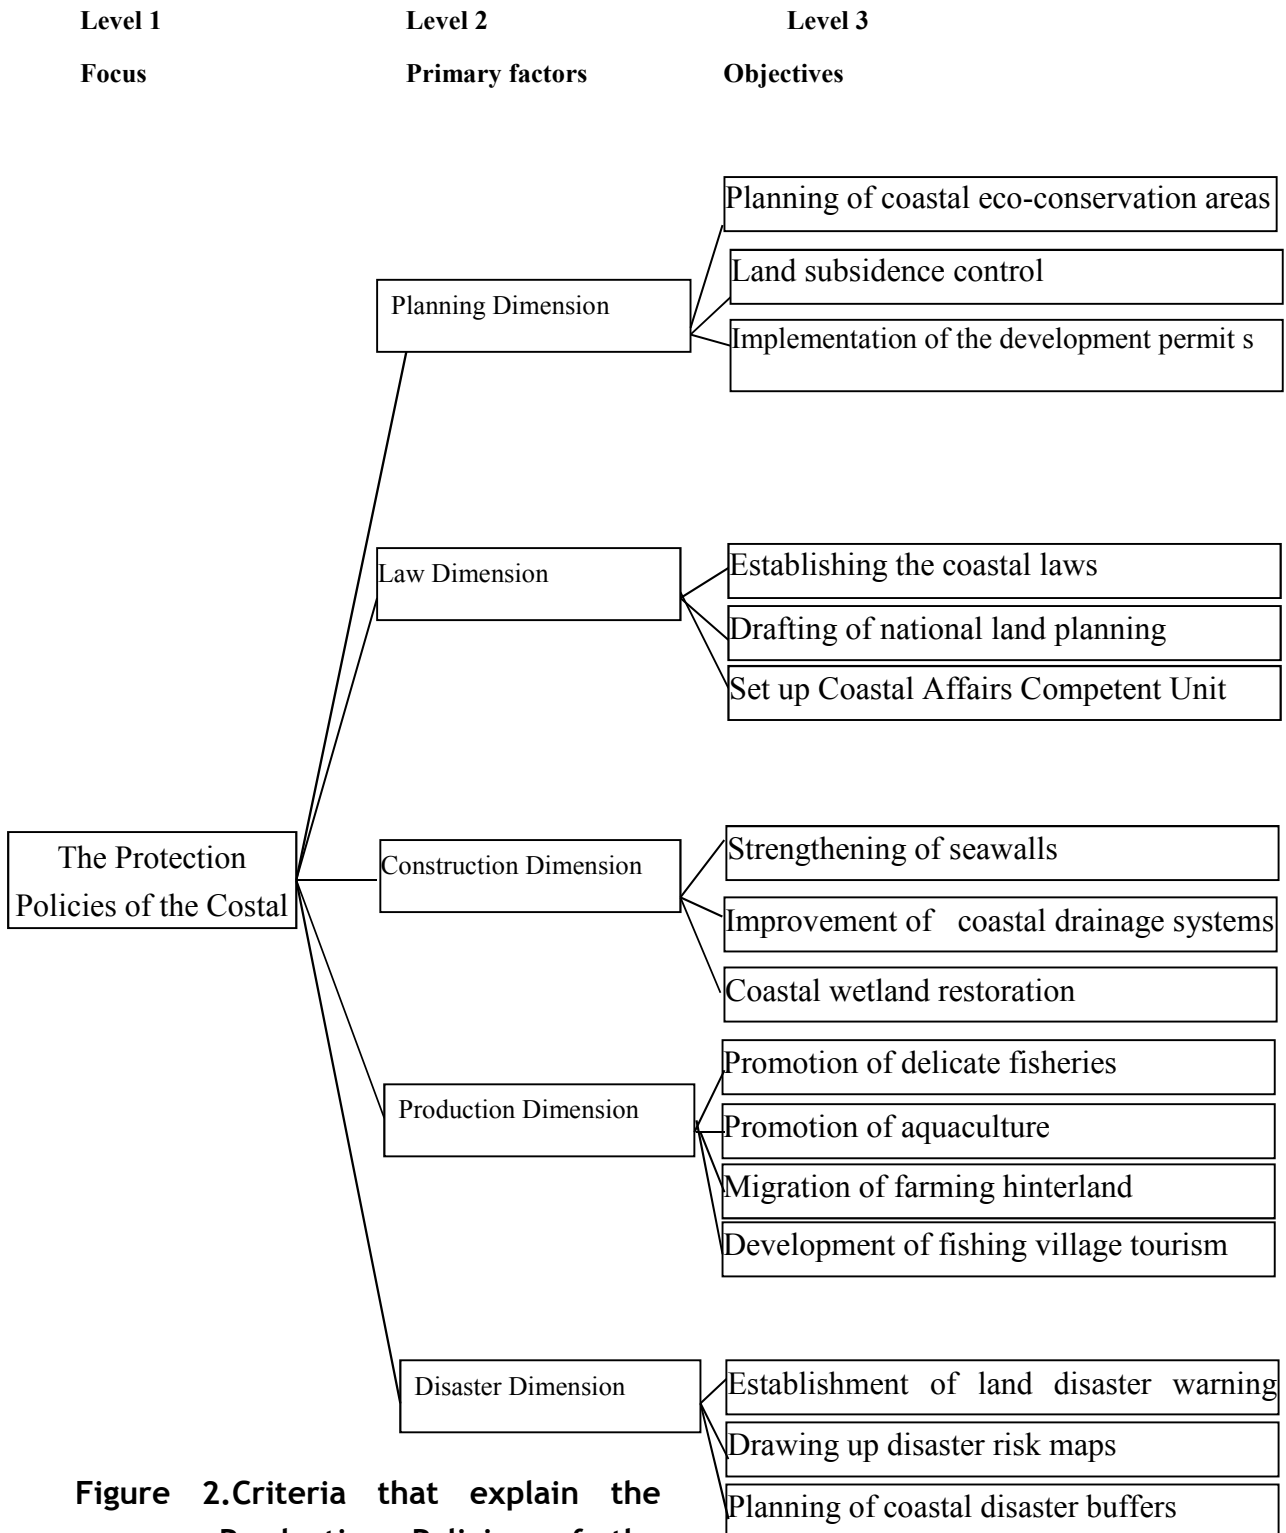 Level 1 Level 2 Level 3
Focus Primary factors Objectives
Planning of coastal eco-conservation areas
Land subsidence control
Planning Dimension
Implementation of the development permit s
Law Dimension
Establishing the coastal laws
Drafting of national land planning
Set up Coastal Affairs Competent Unit
The Protection
Policies of the Costal
Construction Dimension
Strengthening of seawalls
Improvement of coastal drainage systems
Coastal wetland restoration
Production Dimension
Promotion of delicate fisheries
Promotion of aquaculture
Migration of farming hinterland
Development of fishing village tourism
Disaster Dimension
Establishment of land disaster warning
Drawing up disaster risk maps
Planning of coastal disaster buffers
Figure 2.Criteria that explain the
Policies of the